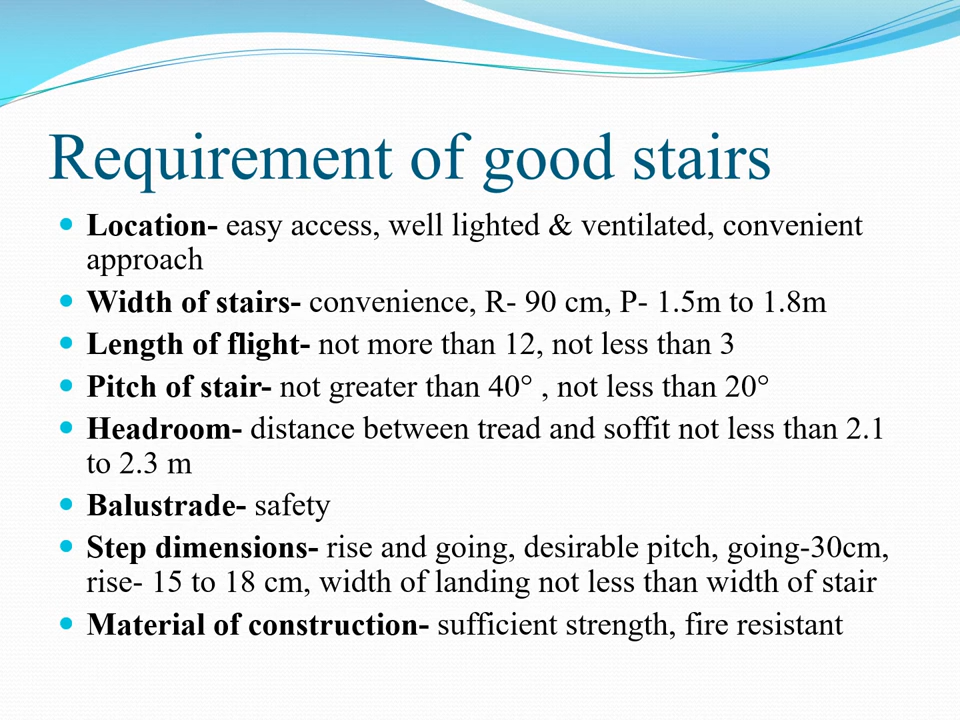 Requirement of good stairs
Location- easy access, well lighted & ventilated, convenient
approach
Width of stairs- convenience, R- 90 cm, P- 1.5m to 1.8m
Length of flight- not more than 12, not less than 3
Pitch of stair- not greater than 40° , not less than 20°
Headroom- distance between tread and soffit not less than 2.1
to 2.3 m
Balustrade- safety
Step dimensions- rise and going, desirable pitch, going-30cm,
rise- 15 to 18 cm, width of landing not less than width of stair
Material of construction- sufficient strength, fire resistant